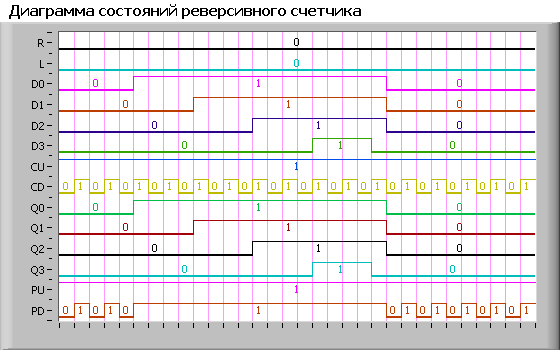 Диаграмма состояний реверсивного счетчика
R 0
L 0
D0 0 1 0
D1 0 1 0
D2 0 1 0
D3 0 1 0
CU 1
CD 0 1 0 1 0 1 0 1 0 1 0 1 0 1 0 1 0 1 0 1 0 1 0 1 0 1 0 1 0 1 0 1
Q0 0 1 0
Q1 0 1 0
Q2 0 1 0
Q3 0 1 0
PU 1
PD 0 1 0 1 0 1 0 1 0 1 0 1 0 1 0 1